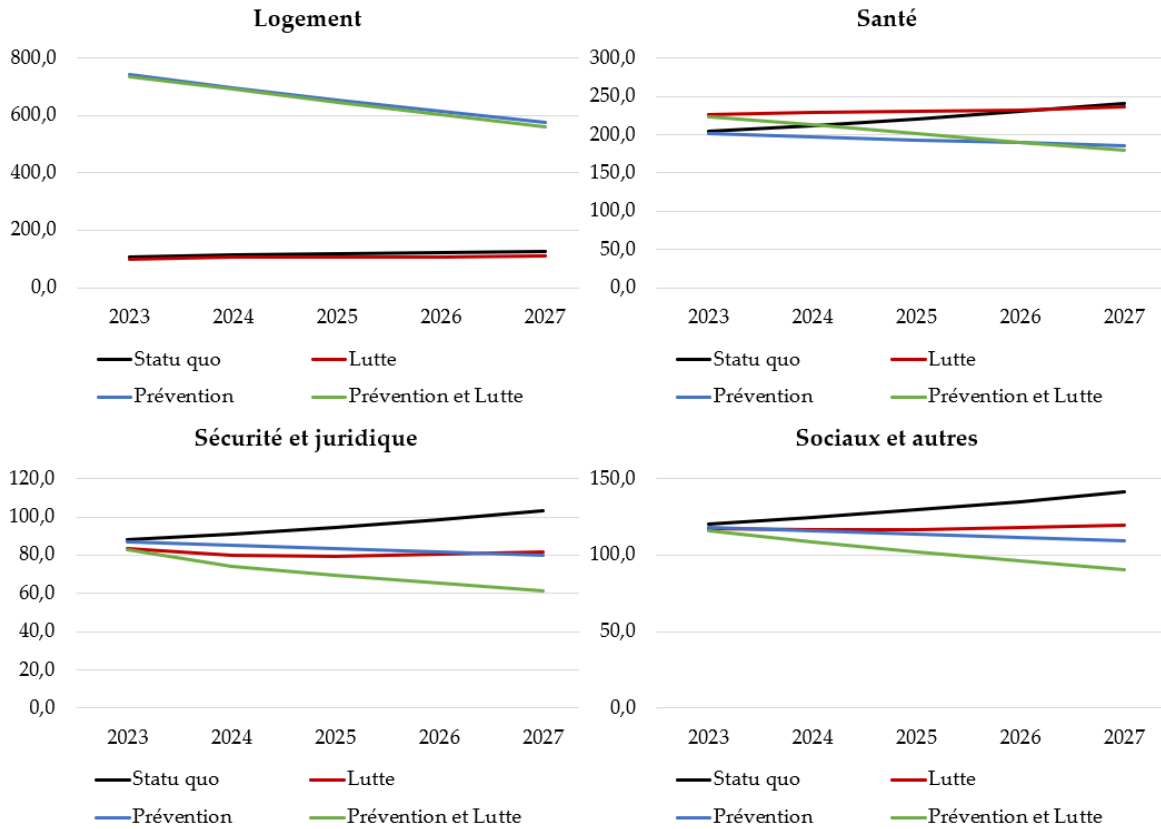 Logement
800,0
600,0
400,0
200,0
0,0
2023 2024 2025 2026 2027
Statu quo Lutte
Prévention Prévention et Lutte
Santé
300,0
250,0
200,0
150,0
100,0
50,0
0,0
2023 2024 2025 2026 2027
Statu quo Lutte
Prévention Prévention et Lutte
Sécurité et juridique
120,0
100,0
80,0
60,0
40,0
20,0
0,0
2023 2024 2025 2026 2027
Statu quo Lutte
Prévention Prévention et Lutte
Sociaux et autres
150,0
100,0
50,0
0,0
2023 2024 2025 2026 2027
Statu quo Lutte
Prévention Prévention et Lutte